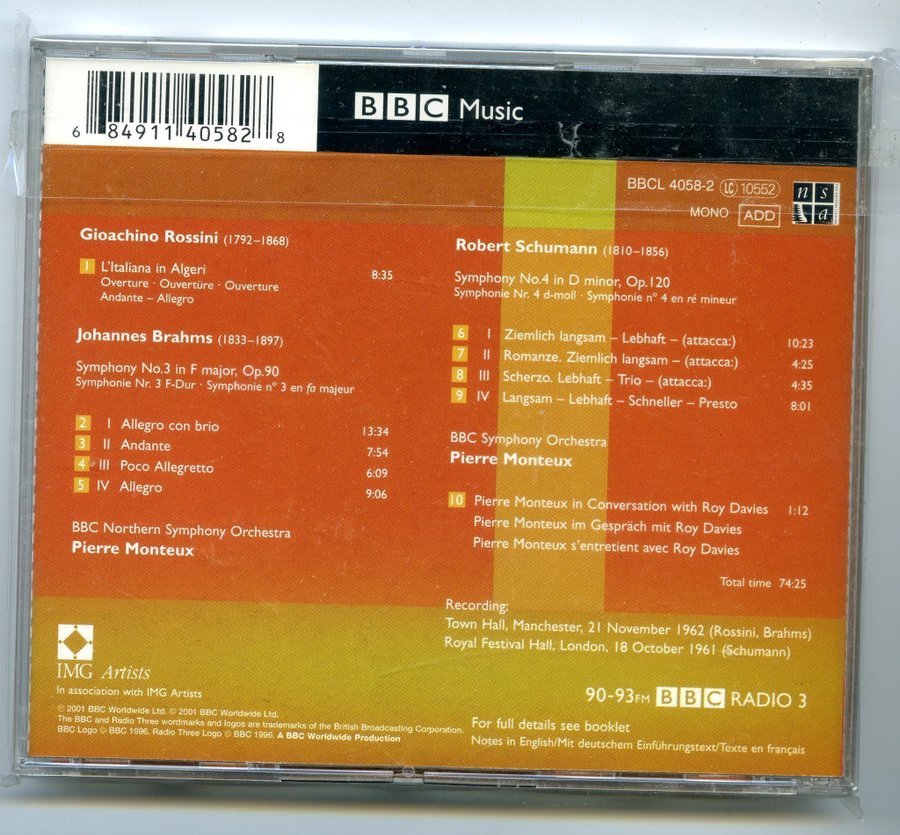 6 84911 40582 8
BBC Music
BBCL 4058-2 LC 10552
MONO ADD
n s a
Gioachino Rossini (1792–1868)
1 L'Italiana in Algeri 8:35
Overture · Ouvertüre · Ouverture
Andante – Allegro
Johannes Brahms (1833–1897)
Symphony No.3 in F major, Op.90
Symphonie Nr. 3 F-Dur · Symphonie n° 3 en fa majeur
2 I Allegro con brio 13:34
3 II Andante 7:54
4 III Poco Allegretto 6:09
5 IV Allegro 9:06
BBC Northern Symphony Orchestra
Pierre Monteux
Robert Schumann (1810–1856)
Symphony No.4 in D minor, Op.120
Symphonie Nr. 4 d-moll · Symphonie n° 4 en ré mineur
6 I Ziemlich langsam – Lebhaft – (attacca:) 10:23
7 II Romanze. Ziemlich langsam – (attacca:) 4:25
8 III Scherzo. Lebhaft – Trio – (attacca:) 4:35
9 IV Langsam – Lebhaft – Schneller – Presto 8:01
BBC Symphony Orchestra
Pierre Monteux
10 Pierre Monteux in Conversation with Roy Davies 1:12
Pierre Monteux im Gespräch mit Roy Davies
Pierre Monteux s'entretient avec Roy Davies
Total time 74:25
Recording:
Town Hall, Manchester, 21 November 1962 (Rossini, Brahms)
Royal Festival Hall, London, 18 October 1961 (Schumann)
IMG Artists
In association with IMG Artists
℗ 2001 BBC Worldwide Ltd. © 2001 BBC Worldwide Ltd.
The BBC and Radio Three wordmarks and logos are trademarks of the British Broadcasting Corporation.
BBC Logo © BBC 1996. Radio Three Logo © BBC 1996. A BBC Worldwide Production
90-93FM BBC RADIO 3
For full details see booklet
Notes in English/Mit deutschem Einführungstext/Texte en français